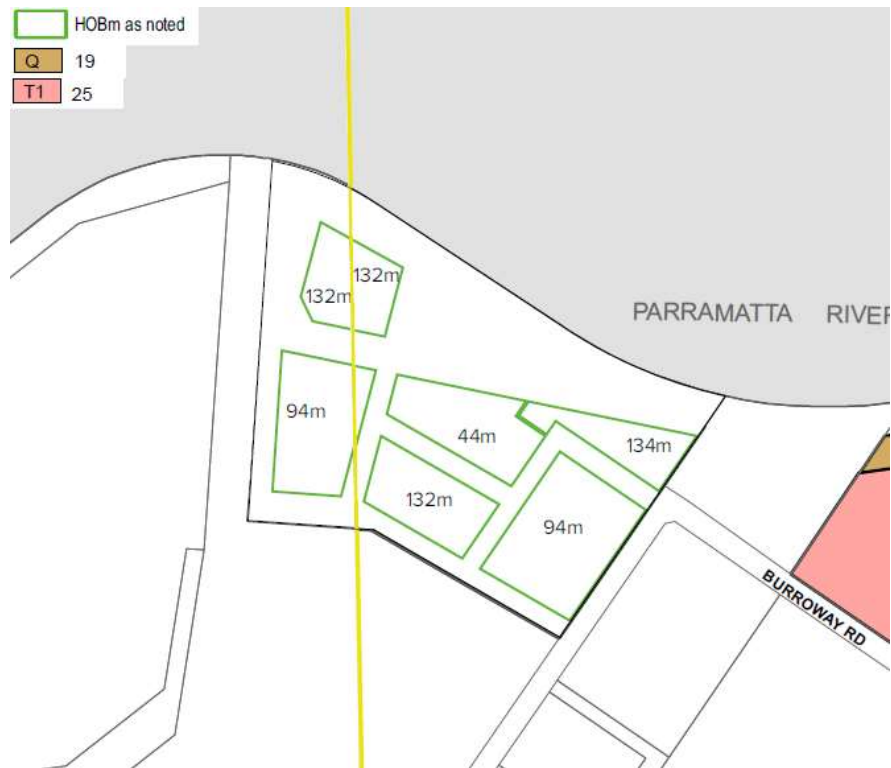 HOBm as noted
Q 19
T1 25
132m
132m
PARRAMATTA RIVER
94m
44m
134m
132m
94m
BURROWAY RD